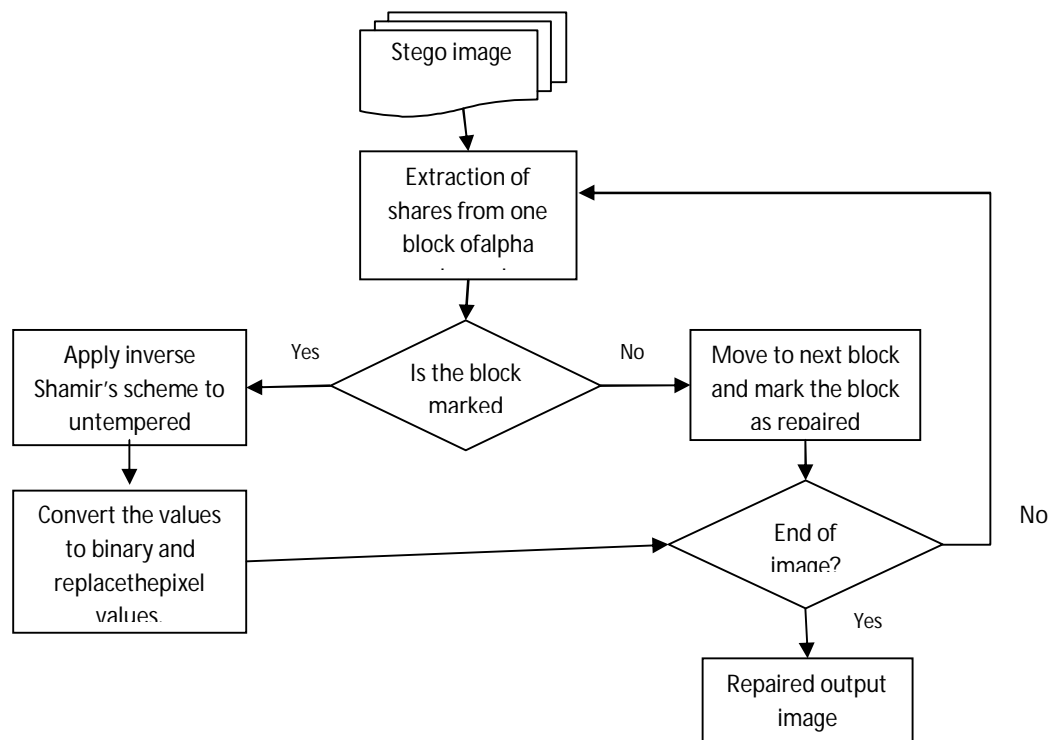 Stego image
Extraction of
shares from one
block ofalpha
Yes
No
Apply inverse
Shamir's scheme to
untempered
Is the block
marked
Move to next block
and mark the block
as repaired
Convert the values
to binary and
replacethepixel
values.
End of
image?
No
Yes
Repaired output
image